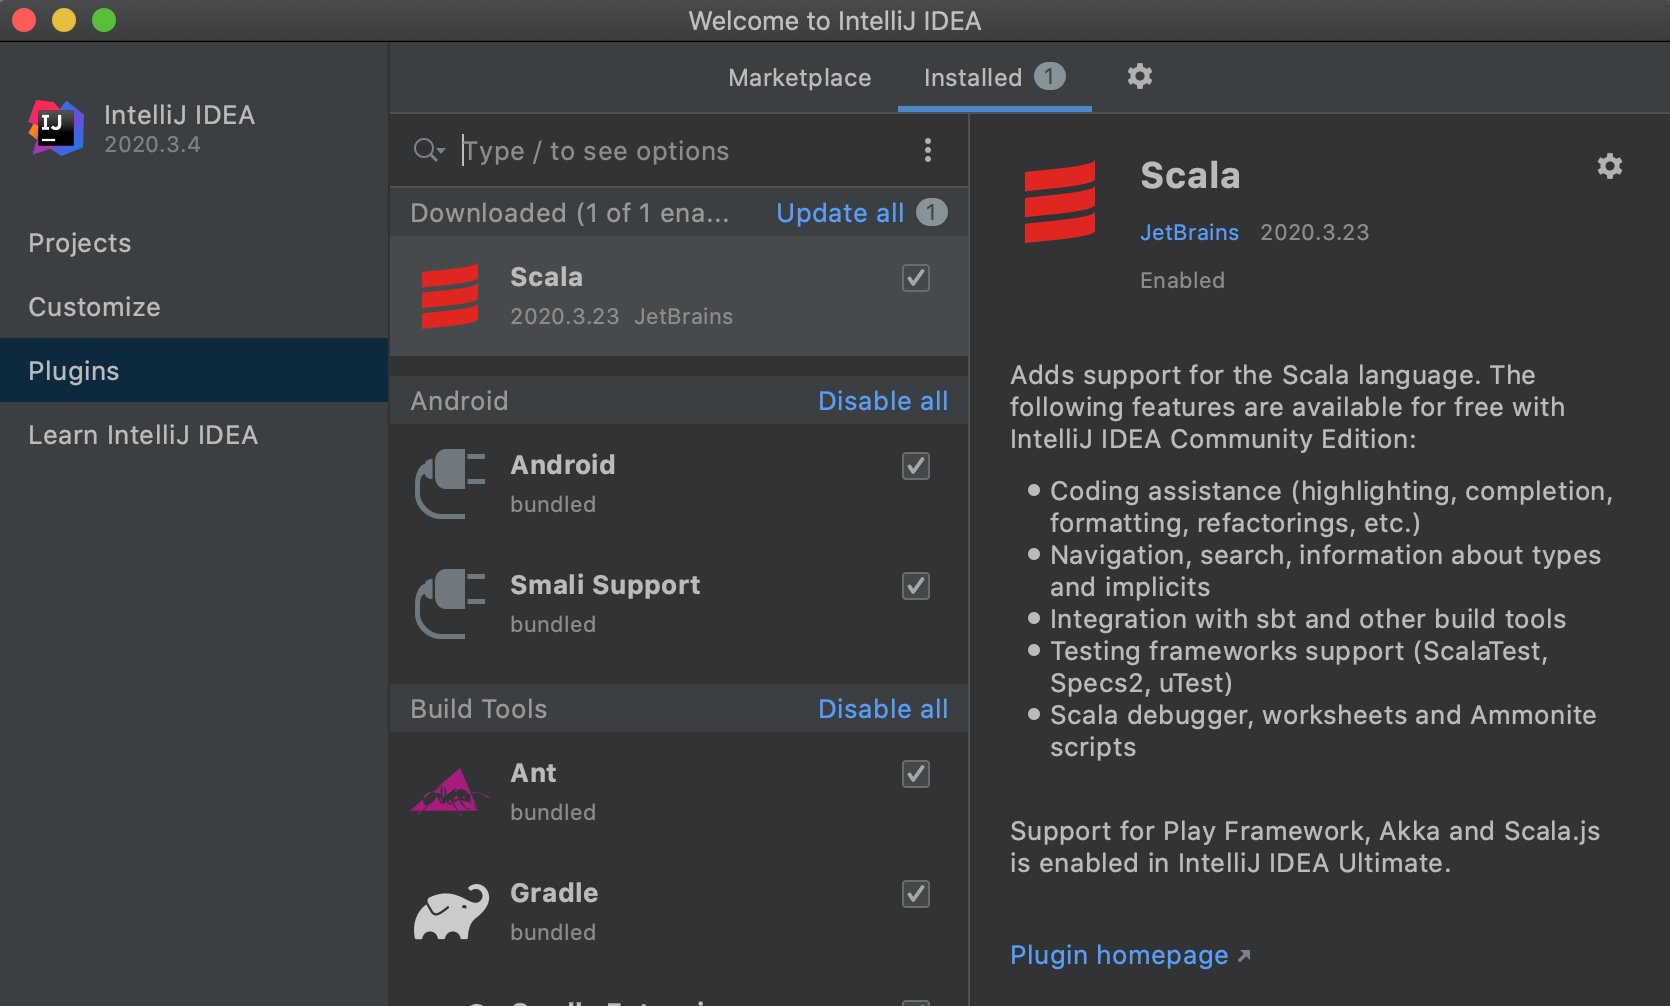 Welcome to IntelliJ IDEA
IJ
IntelliJ IDEA
2020.3.4
Projects
Customize
Plugins
Learn IntelliJ IDEA
Marketplace
Installed 1
Type / to see options
Downloaded (1 of 1 ena... Update all 1
Scala
2020.3.23 JetBrains
Android Disable all
Android
bundled
Smali Support
bundled
Build Tools Disable all
Ant
bundled
Gradle
bundled
Scala
JetBrains 2020.3.23
Enabled
Adds support for the Scala language. The
following features are available for free with
IntelliJ IDEA Community Edition:
• Coding assistance (highlighting, completion,
formatting, refactorings, etc.)
• Navigation, search, information about types
and implicits
• Integration with sbt and other build tools
• Testing frameworks support (ScalaTest,
Specs2, uTest)
• Scala debugger, worksheets and Ammonite
scripts
Support for Play Framework, Akka and Scala.js
is enabled in IntelliJ IDEA Ultimate.
Plugin homepage